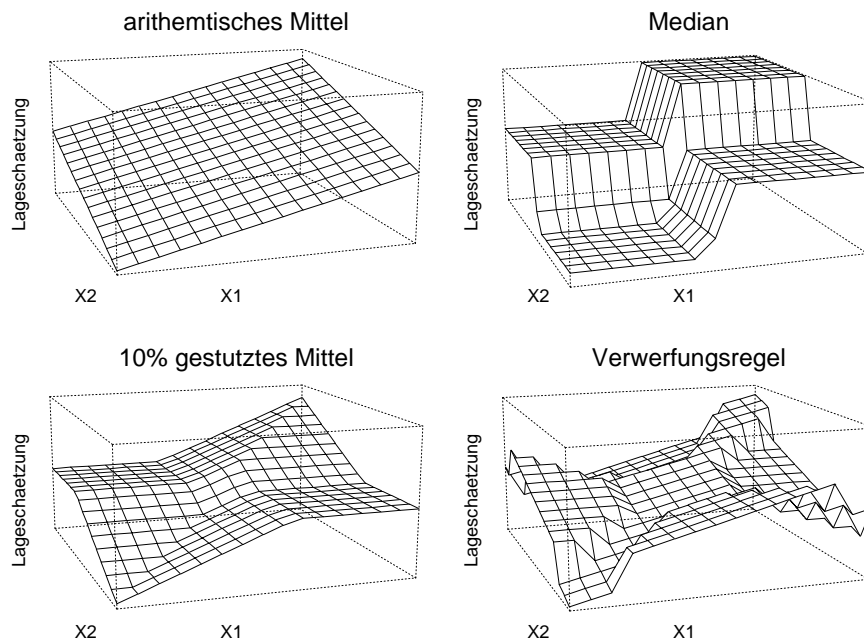 arithemtisches Mittel
Median
Lageschaetzung
Lageschaetzung
X2
X1
X2
X1
10% gestutztes Mittel
Verwerfungsregel
Lageschaetzung
Lageschaetzung
X2
X1
X2
X1